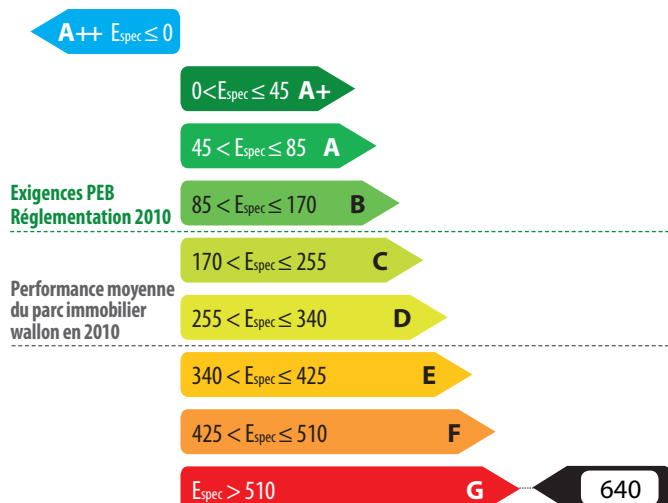 A++ Espec ≤ 0
0<Espec ≤ 45 A+
45 < Espec ≤ 85 A
Exigences PEB
Réglementation 2010
85 < Espec ≤ 170 B
170 < Espec ≤ 255 C
Performance moyenne
du parc immobilier
wallon en 2010
255 < Espec ≤ 340 D
340 < Espec ≤ 425 E
425 < Espec ≤ 510 F
Espec > 510 G 640